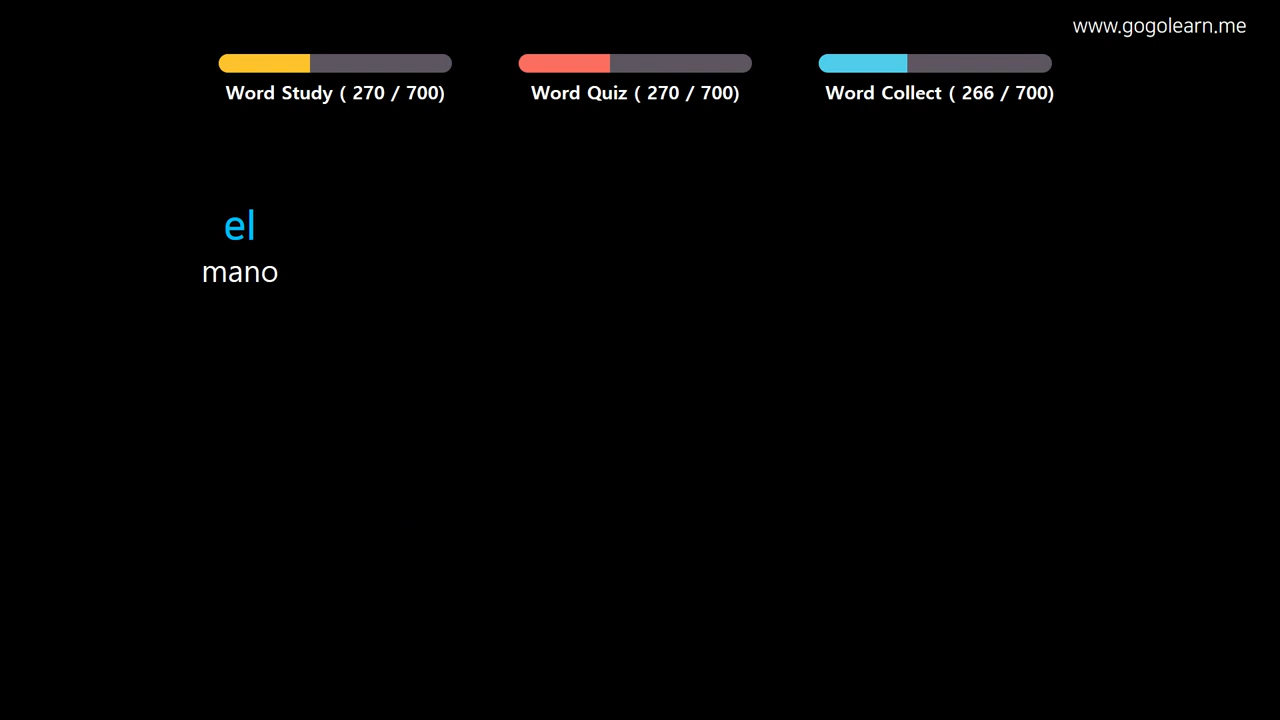 www.gogolearn.me
Word Study ( 270 / 700)
Word Quiz ( 270 / 700)
Word Collect ( 266 / 700)
el
mano